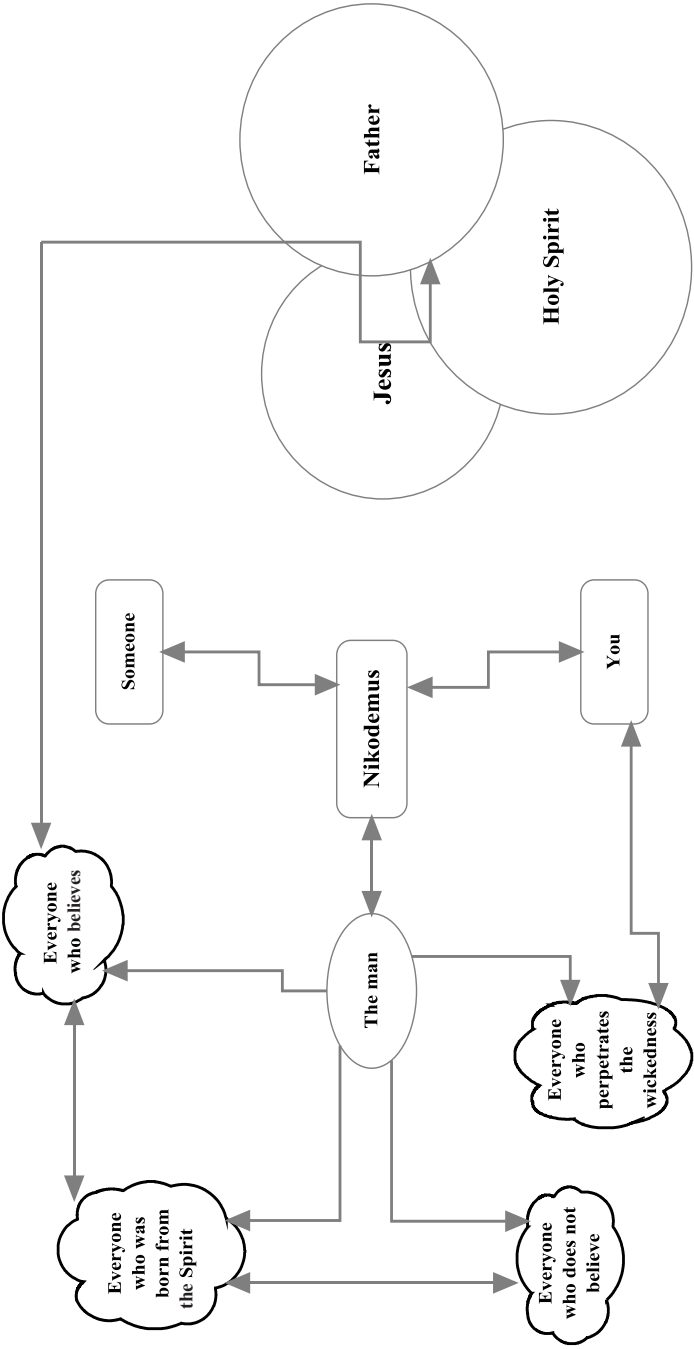 Everyone
who believes
Everyone
who was
born from
the Spirit
Someone
The man
Nikodemus
Jesus
Father
Holy Spirit
Everyone
who does not
believe
Everyone
who
perpetrates
the
wickedness
You